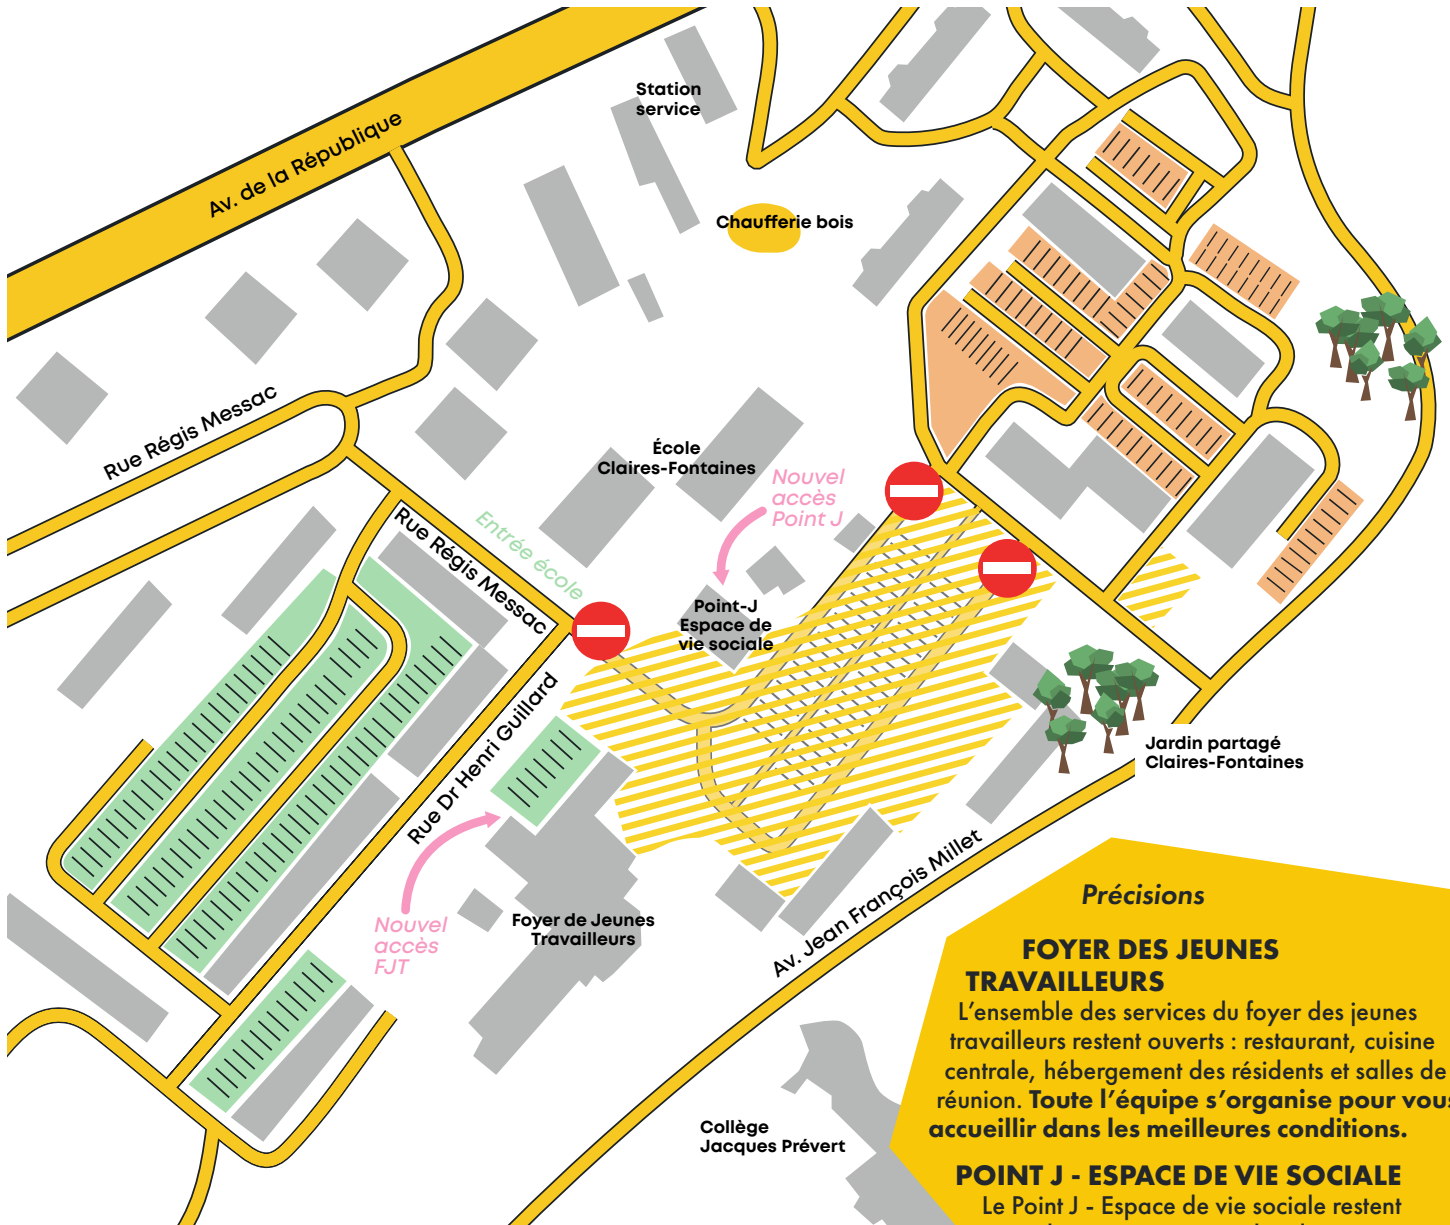 Station
service
Av. de la République
Chaufferie bois
Rue Régis Messac
École
Claires-Fontaines
Nouvel
accès
Point J
Entrée école
Rue Régis Messac
Point-J
Espace de
vie sociale
Rue Dr Henri Guillard
Jardin partagé
Claires-Fontaines
Nouvel
accès
FJT
Foyer de Jeunes
Travailleurs
Av. Jean François Millet
Collège
Jacques Prévert
Précisions
FOYER DES JEUNES
TRAVAILLEURS
L'ensemble des services du foyer des jeunes
travailleurs restent ouverts : restaurant, cuisine
centrale, hébergement des résidents et salles de
réunion. Toute l'équipe s'organise pour vous
accueillir dans les meilleures conditions.
POINT J - ESPACE DE VIE SOCIALE
Le Point J - Espace de vie sociale restent